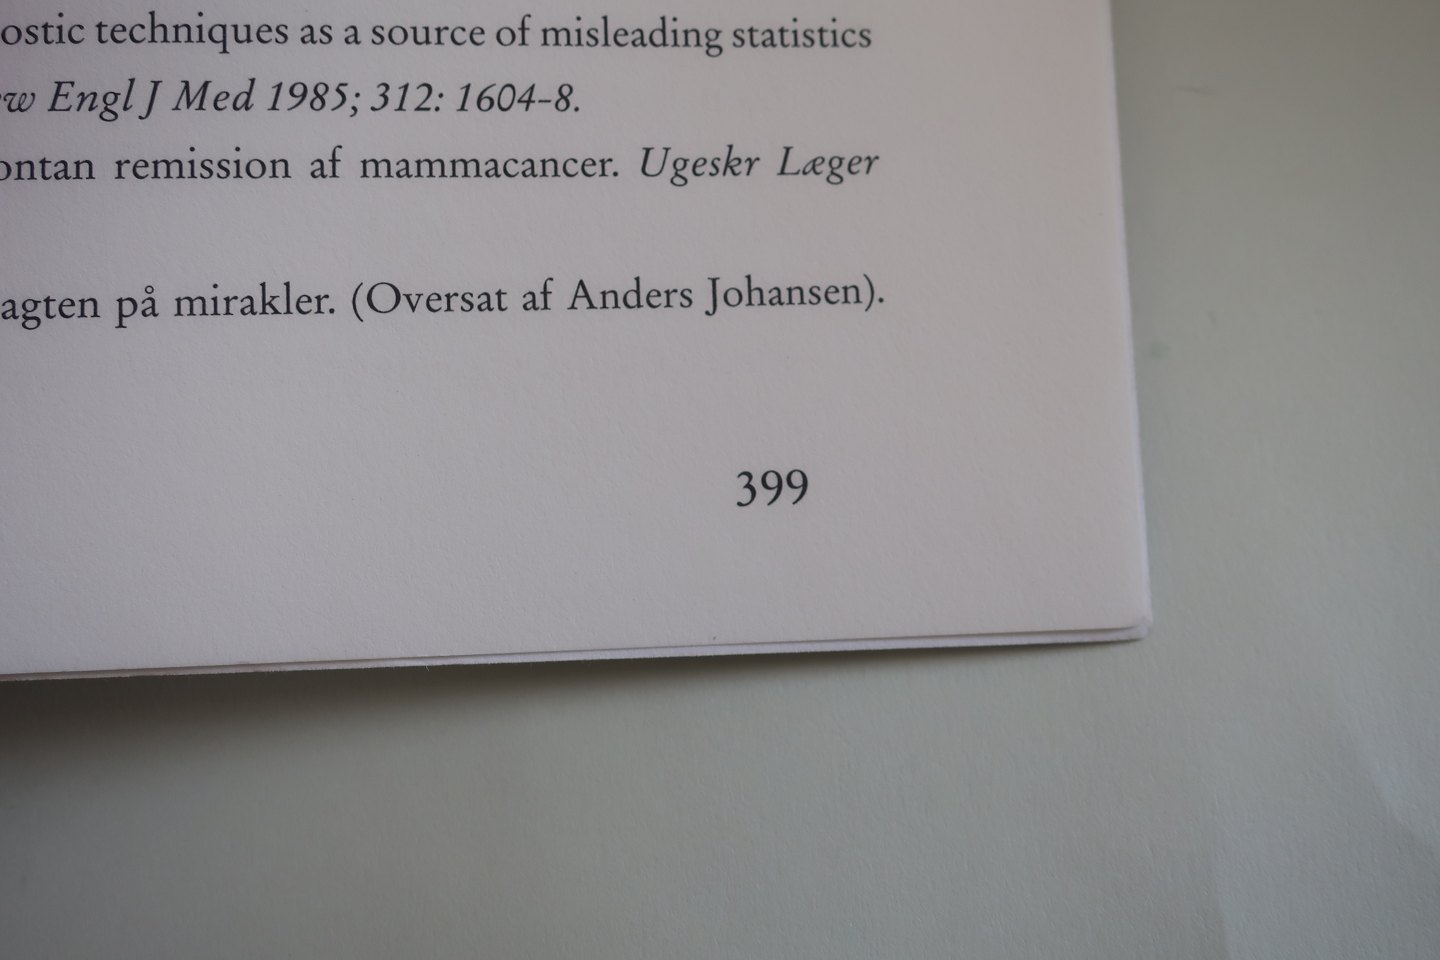 ostic techniques as a source of misleading statistics
w Engl J Med 1985; 312: 1604-8.
ontan remission af mammacancer. Ugeskr Læger
agten på mirakler. (Oversat af Anders Johansen).
399